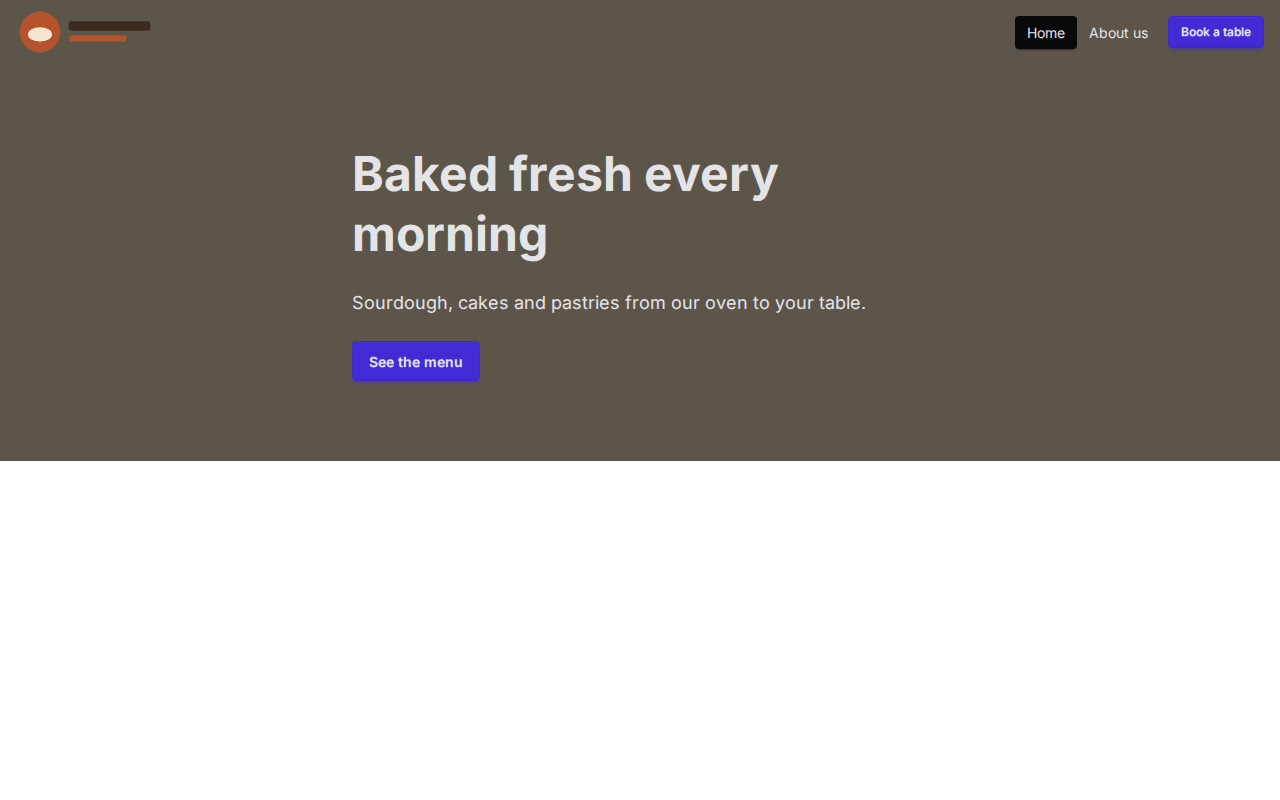 Home
About us
Book a table
Baked fresh every
morning
Sourdough, cakes and pastries from our oven to your table.
See the menu